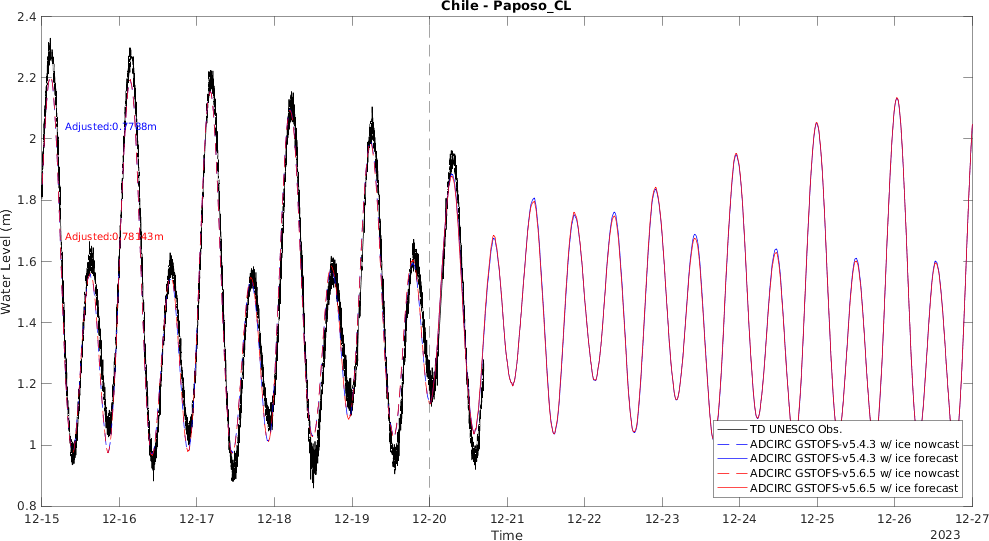 Chile - Paposo_CL
2.4
2.2
2
1.8
1.6
1.4
1.2
1
0.8
Water Level (m)
Adjusted:0.7788m
Adjusted:0.78143m
TD UNESCO Obs.
ADCIRC GSTOFS-v5.4.3 w/ ice nowcast
ADCIRC GSTOFS-v5.4.3 w/ ice forecast
ADCIRC GSTOFS-v5.6.5 w/ ice nowcast
ADCIRC GSTOFS-v5.6.5 w/ ice forecast
12-15 12-16 12-17 12-18 12-19 12-20 12-21 12-22 12-23 12-24 12-25 12-26 12-27
Time
2023